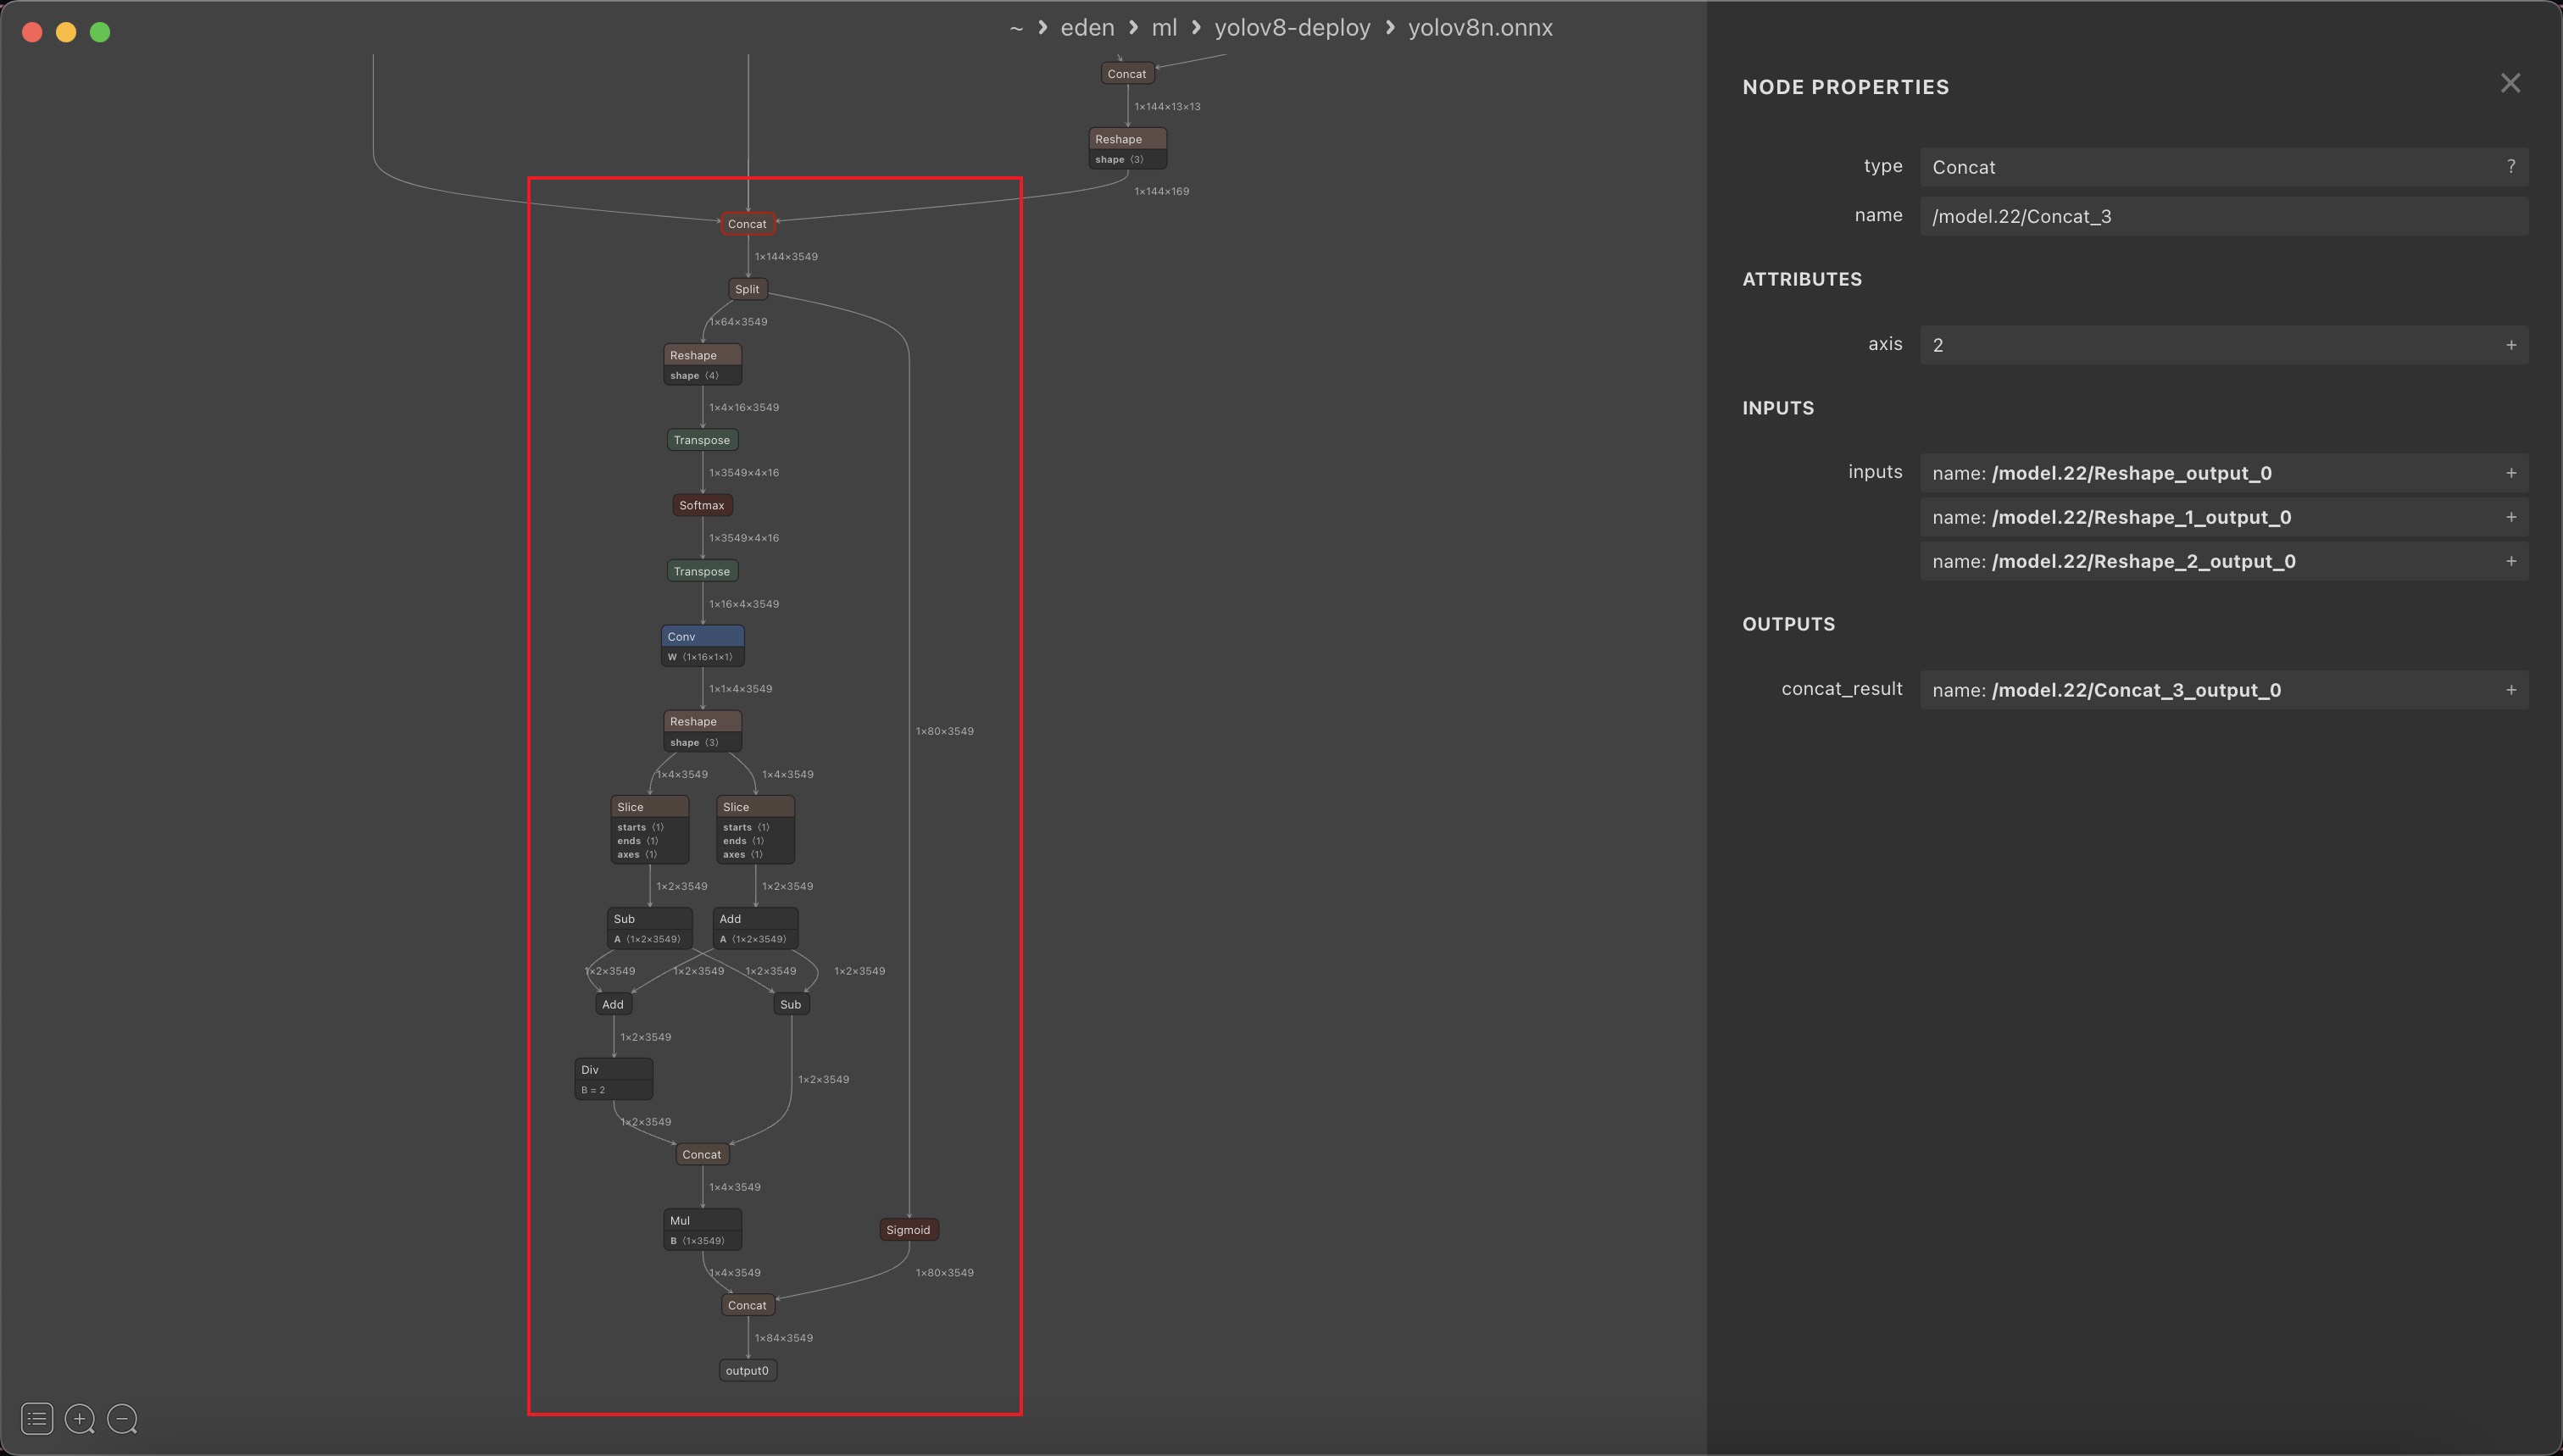 ~ › eden › ml › yolov8-deploy › yolov8n.onnx
Concat
1×144×13×13
Reshape
shape ⟨3⟩
1×144×169
Concat
1×144×3549
Split
1×64×3549
Reshape
shape ⟨4⟩
1×4×16×3549
Transpose
1×3549×4×16
Softmax
1×3549×4×16
Transpose
1×16×4×3549
Conv
W ⟨1×16×1×1⟩
1×1×4×3549
Reshape
shape ⟨3⟩
1×80×3549
1×4×3549 1×4×3549
Slice Slice
starts ⟨1⟩ starts ⟨1⟩
ends ⟨1⟩ ends ⟨1⟩
axes ⟨1⟩ axes ⟨1⟩
1×2×3549 1×2×3549
Sub Add
A ⟨1×2×3549⟩ A ⟨1×2×3549⟩
1×2×3549 1×2×3549 1×2×3549 1×2×3549
Add Sub
1×2×3549
Div
B = 2
1×2×3549
1×2×3549
Concat
1×4×3549
Mul
B ⟨1×3549⟩
Sigmoid
1×4×3549 1×80×3549
Concat
1×84×3549
output0
NODE PROPERTIES
type Concat ?
name /model.22/Concat_3
ATTRIBUTES
axis 2 +
INPUTS
inputs name: /model.22/Reshape_output_0 +
name: /model.22/Reshape_1_output_0 +
name: /model.22/Reshape_2_output_0 +
OUTPUTS
concat_result name: /model.22/Concat_3_output_0 +